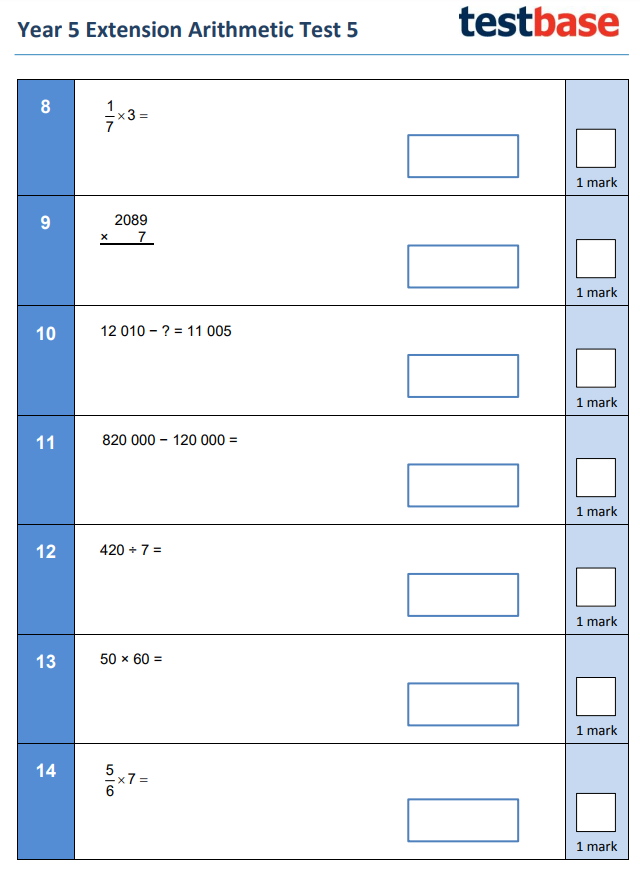 Year 5 Extension Arithmetic Test 5
testbase
8
1/7 × 3 =
1 mark
9
2089
× 7
1 mark
10
12 010 − ? = 11 005
1 mark
11
820 000 − 120 000 =
1 mark
12
420 ÷ 7 =
1 mark
13
50 × 60 =
1 mark
14
5/6 × 7 =
1 mark